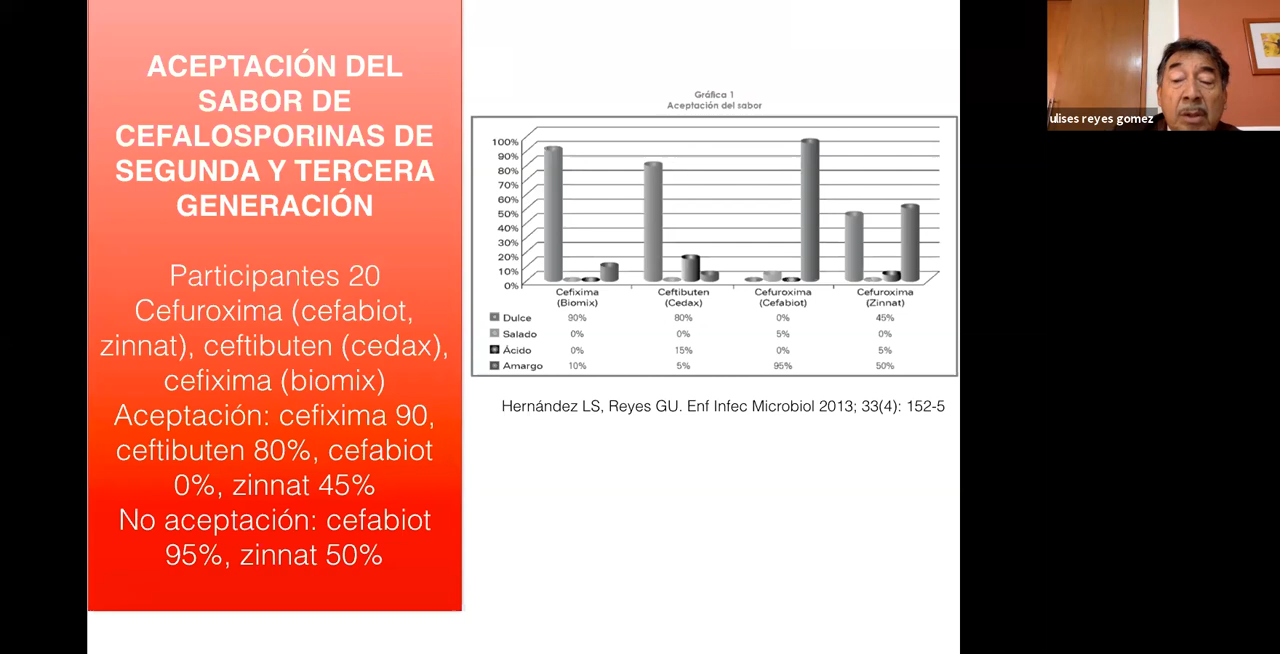 ACEPTACIÓN DEL
SABOR DE
CEFALOSPORINAS DE
SEGUNDA Y TERCERA
GENERACIÓN
Participantes 20
Cefuroxima (cefabiot,
zinnat), ceftibuten (cedax),
cefixima (biomix)
Aceptación: cefixima 90,
ceftibuten 80%, cefabiot
0%, zinnat 45%
No aceptación: cefabiot
95%, zinnat 50%
Gráfica 1
Aceptación del sabor
100%
90%
80%
70%
60%
50%
40%
30%
20%
10%
0%
Cefixima Ceftibuten Cefuroxima Cefuroxima
(Biomix) (Cedax) (Cefabiot) (Zinnat)
Dulce 90% 80% 0% 45%
Salado 0% 0% 5% 0%
Ácido 0% 15% 0% 5%
Amargo 10% 5% 95% 50%
Hernández LS, Reyes GU. Enf Infec Microbiol 2013; 33(4): 152-5
ulises reyes gomez